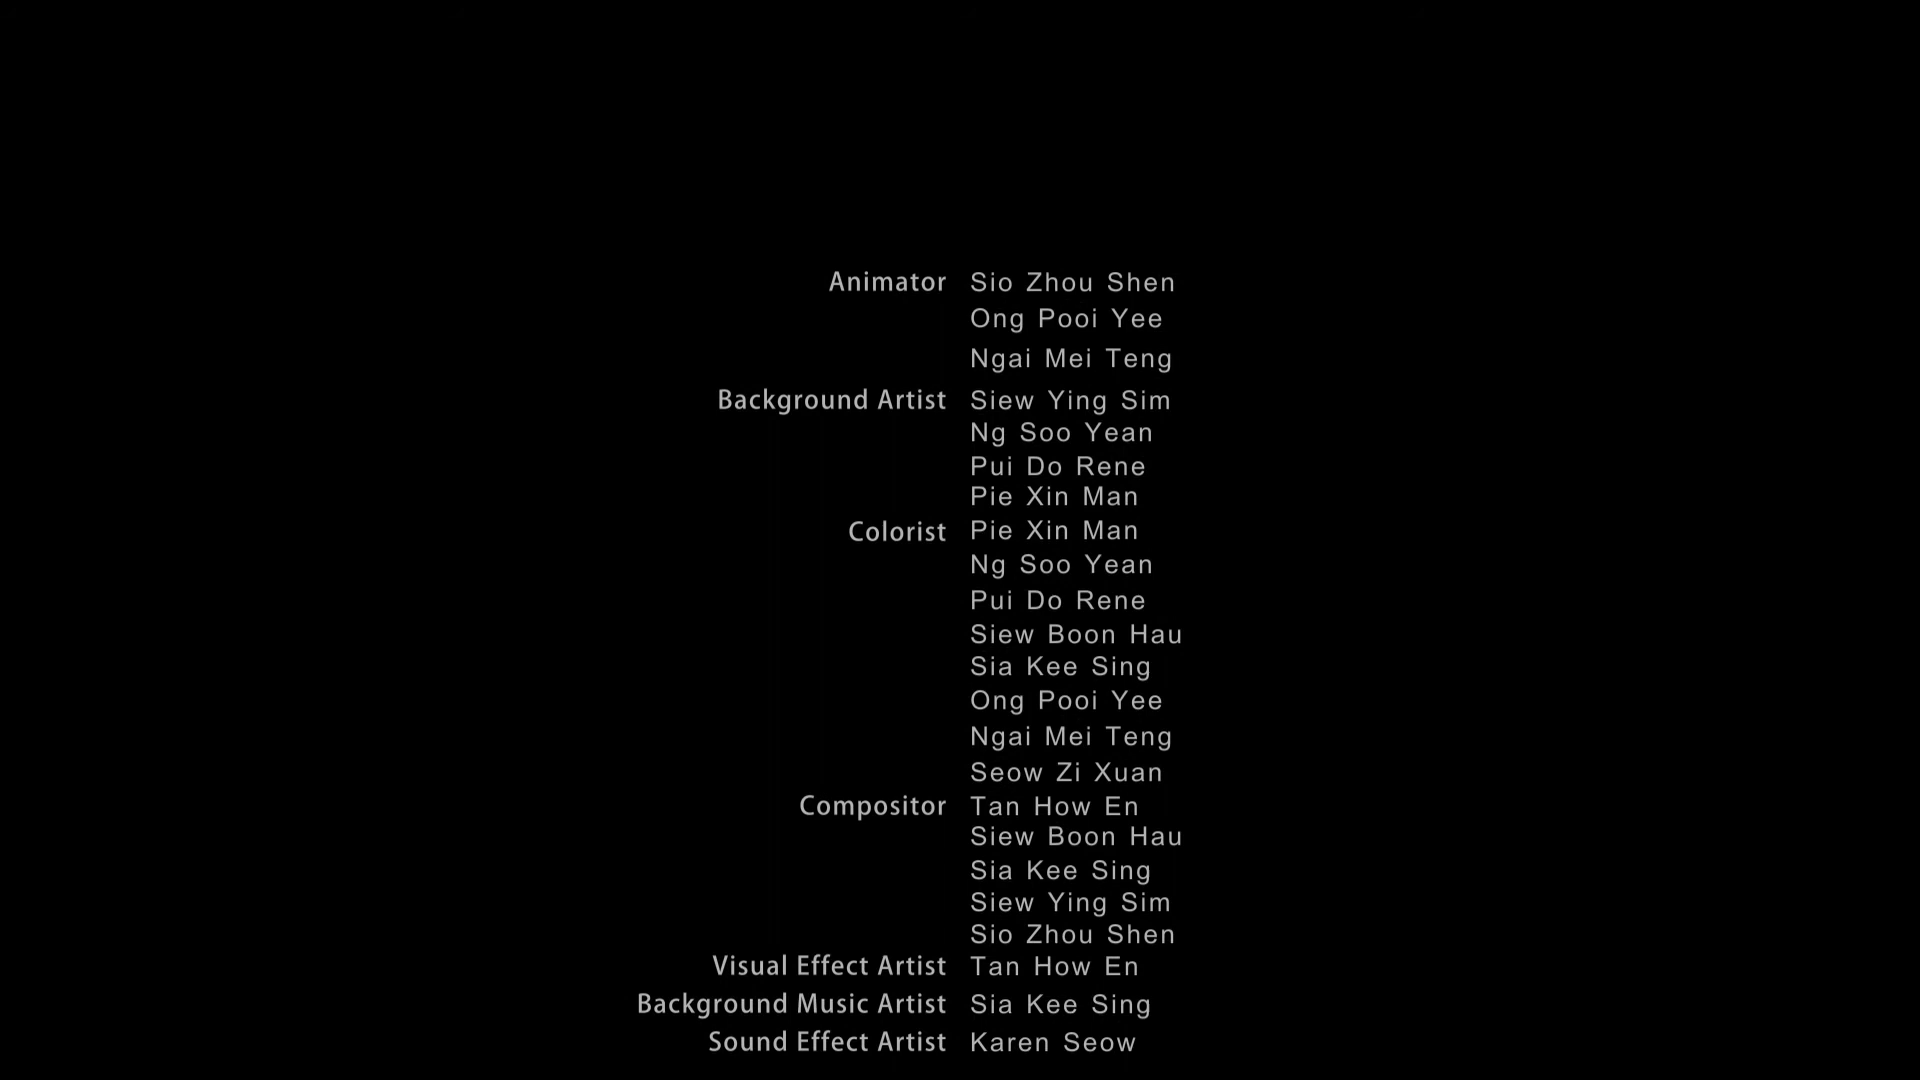 Animator Sio Zhou Shen
Ong Pooi Yee
Ngai Mei Teng
Background Artist Siew Ying Sim
Ng Soo Yean
Pui Do Rene
Pie Xin Man
Colorist Pie Xin Man
Ng Soo Yean
Pui Do Rene
Siew Boon Hau
Sia Kee Sing
Ong Pooi Yee
Ngai Mei Teng
Seow Zi Xuan
Compositor Tan How En
Siew Boon Hau
Sia Kee Sing
Siew Ying Sim
Sio Zhou Shen
Visual Effect Artist Tan How En
Background Music Artist Sia Kee Sing
Sound Effect Artist Karen Seow